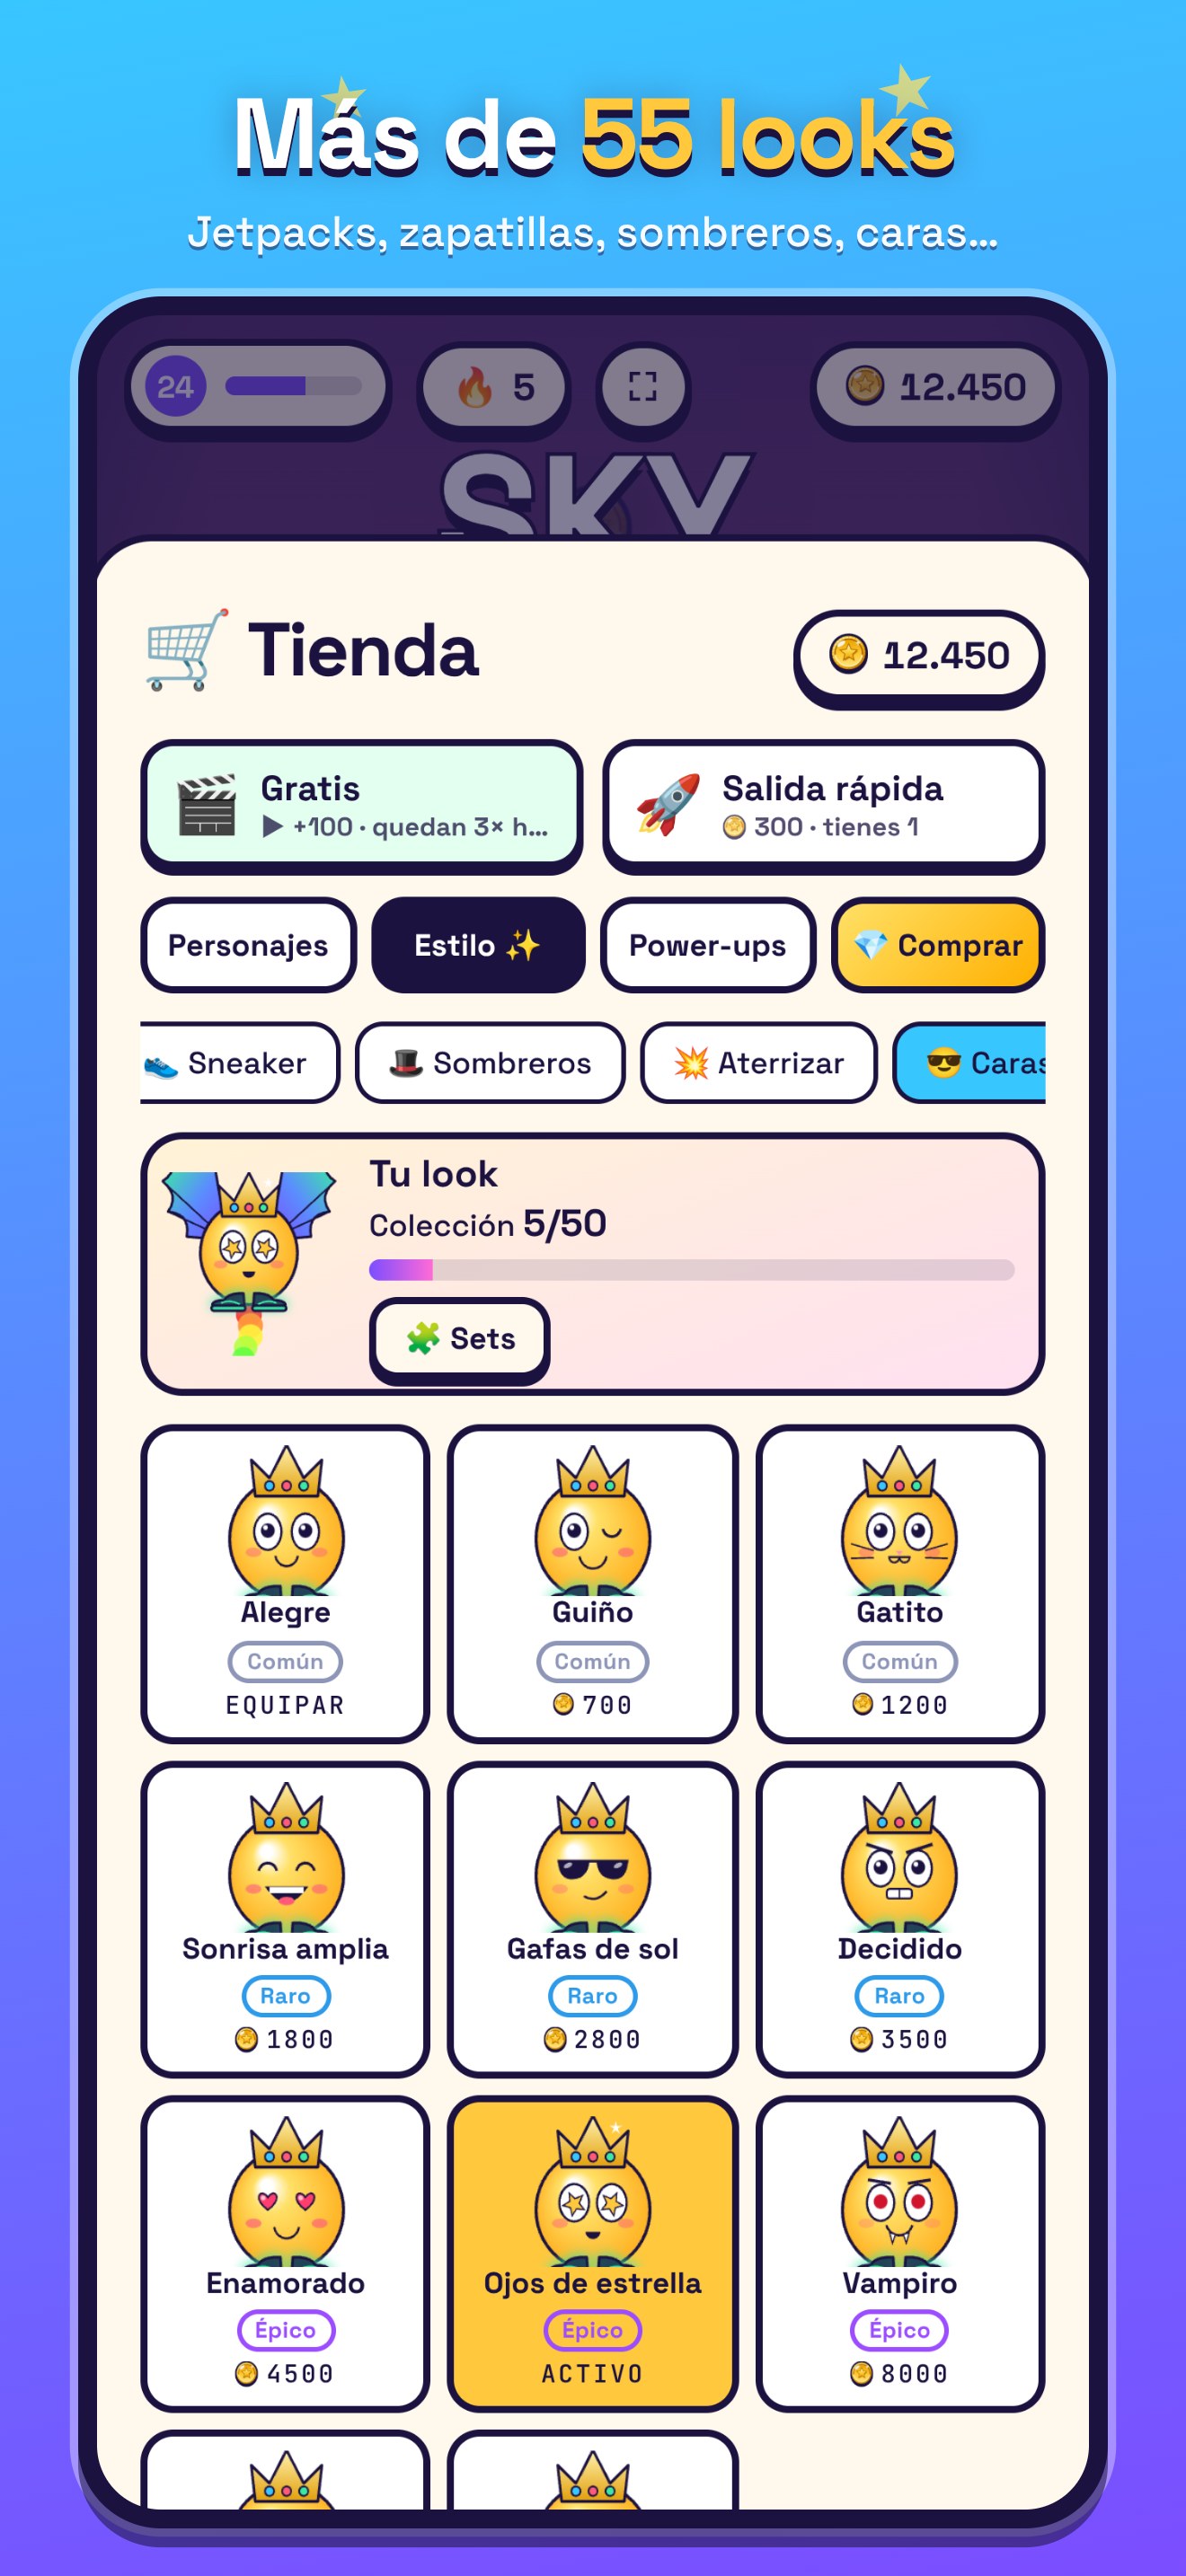 Más de 55 looks
Jetpacks, zapatillas, sombreros, caras...
24
🔥 5
12.450
SKY
🛒 Tienda
12.450
🎬 Gratis
▶ +100 · quedan 3× h...
🚀 Salida rápida
300 · tienes 1
Personajes
Estilo ✨
Power-ups
💎 Comprar
👟 Sneaker
🎩 Sombreros
💥 Aterrizar
😎 Caras
Tu look
Colección 5/50
🧩 Sets
Alegre
Común
EQUIPAR
Guiño
Común
700
Gatito
Común
1200
Sonrisa amplia
Raro
1800
Gafas de sol
Raro
2800
Decidido
Raro
3500
Enamorado
Épico
4500
Ojos de estrella
Épico
ACTIVO
Vampiro
Épico
8000